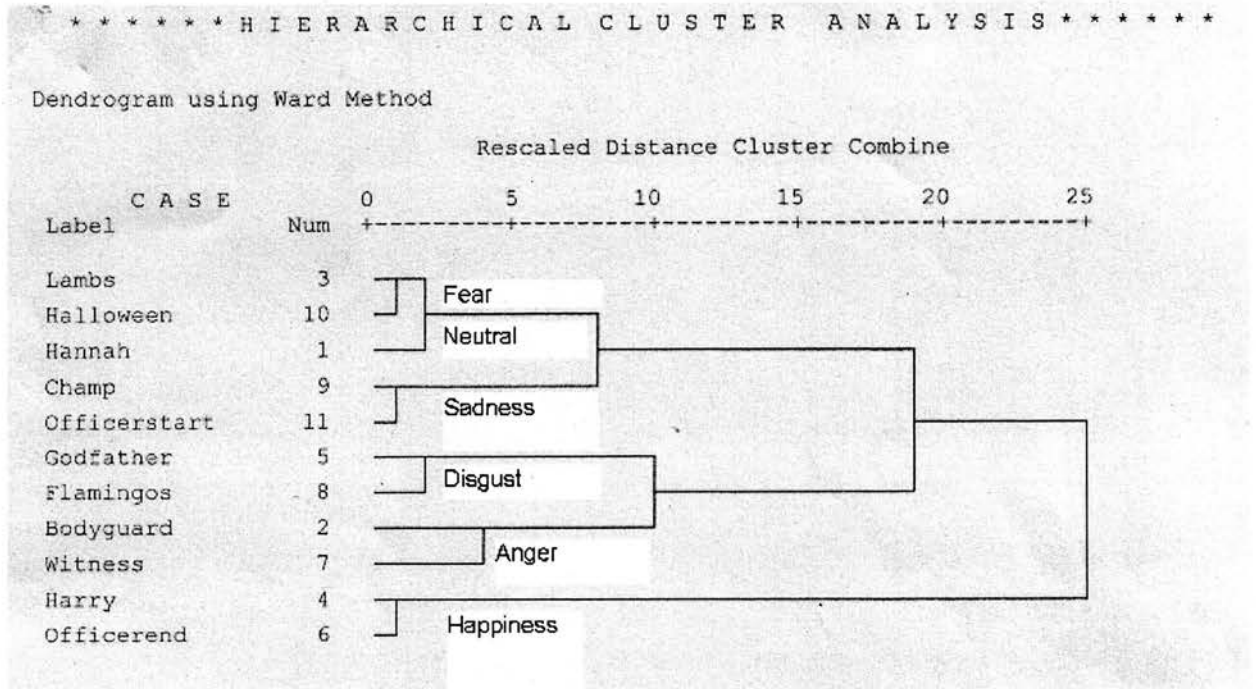 * * * * * * H I E R A R C H I C A L C L U S T E R A N A L Y S I S * * * * * *
Dendrogram using Ward Method
Rescaled Distance Cluster Combine
C A S E 0 5 10 15 20 25
Label Num +---------+---------+---------+---------+---------+
Lambs 3
Fear
Halloween 10
Neutral
Hannah 1
Champ 9
Sadness
Officerstart 11
Godfather 5
Disgust
Flamingos 8
Bodyguard 2
Anger
Witness 7
Harry 4
Happiness
Officerend 6